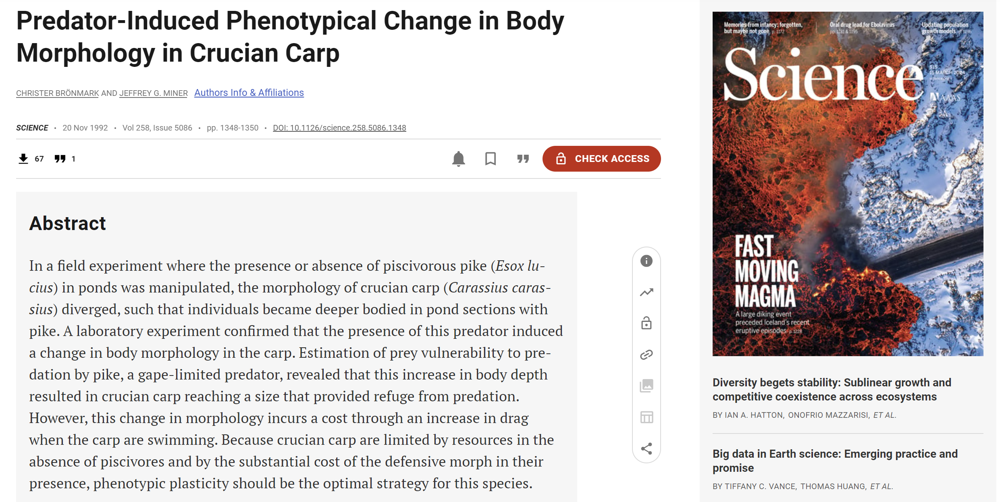 Predator-Induced Phenotypical Change in Body
Morphology in Crucian Carp
CHRISTER BRÖNMARK AND JEFFREY G. MINER Authors Info & Affiliations
SCIENCE • 20 Nov 1992 • Vol 258, Issue 5086 • pp. 1348-1350 • DOI: 10.1126/science.258.5086.1348
67 1
CHECK ACCESS
Abstract
In a field experiment where the presence or absence of piscivorous pike (Esox lu-
cius) in ponds was manipulated, the morphology of crucian carp (Carassius caras-
sius) diverged, such that individuals became deeper bodied in pond sections with
pike. A laboratory experiment confirmed that the presence of this predator induced
a change in body morphology in the carp. Estimation of prey vulnerability to pre-
dation by pike, a gape-limited predator, revealed that this increase in body depth
resulted in crucian carp reaching a size that provided refuge from predation.
However, this change in morphology incurs a cost through an increase in drag
when the carp are swimming. Because crucian carp are limited by resources in the
absence of piscivores and by the substantial cost of the defensive morph in their
presence, phenotypic plasticity should be the optimal strategy for this species.
Memories from infancy: forgotten,
but maybe not gone p. 1172
Oral drug lead for Ebolavirus
pp. 1181 & 1195
Updating population
growth models p. 1196
Science
$15
15 MARCH 2024
science.org
AAAS
FAST
MOVING
MAGMA
A large diking event
preceded Iceland's recent
eruptive episodes p. 1228
Diversity begets stability: Sublinear growth and
competitive coexistence across ecosystems
BY IAN A. HATTON, ONOFRIO MAZZARISI, ET AL.
Big data in Earth science: Emerging practice and
promise
BY TIFFANY C. VANCE, THOMAS HUANG, ET AL.